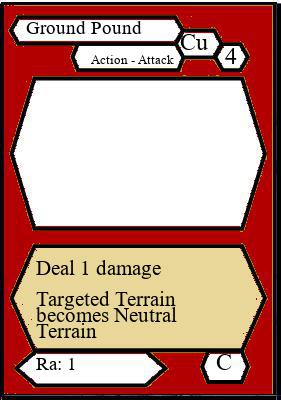 Ground Pound
Cu
Action - Attack
4
Deal 1 damage
Targeted Terrain
becomes Neutral
Terrain
Ra: 1
C